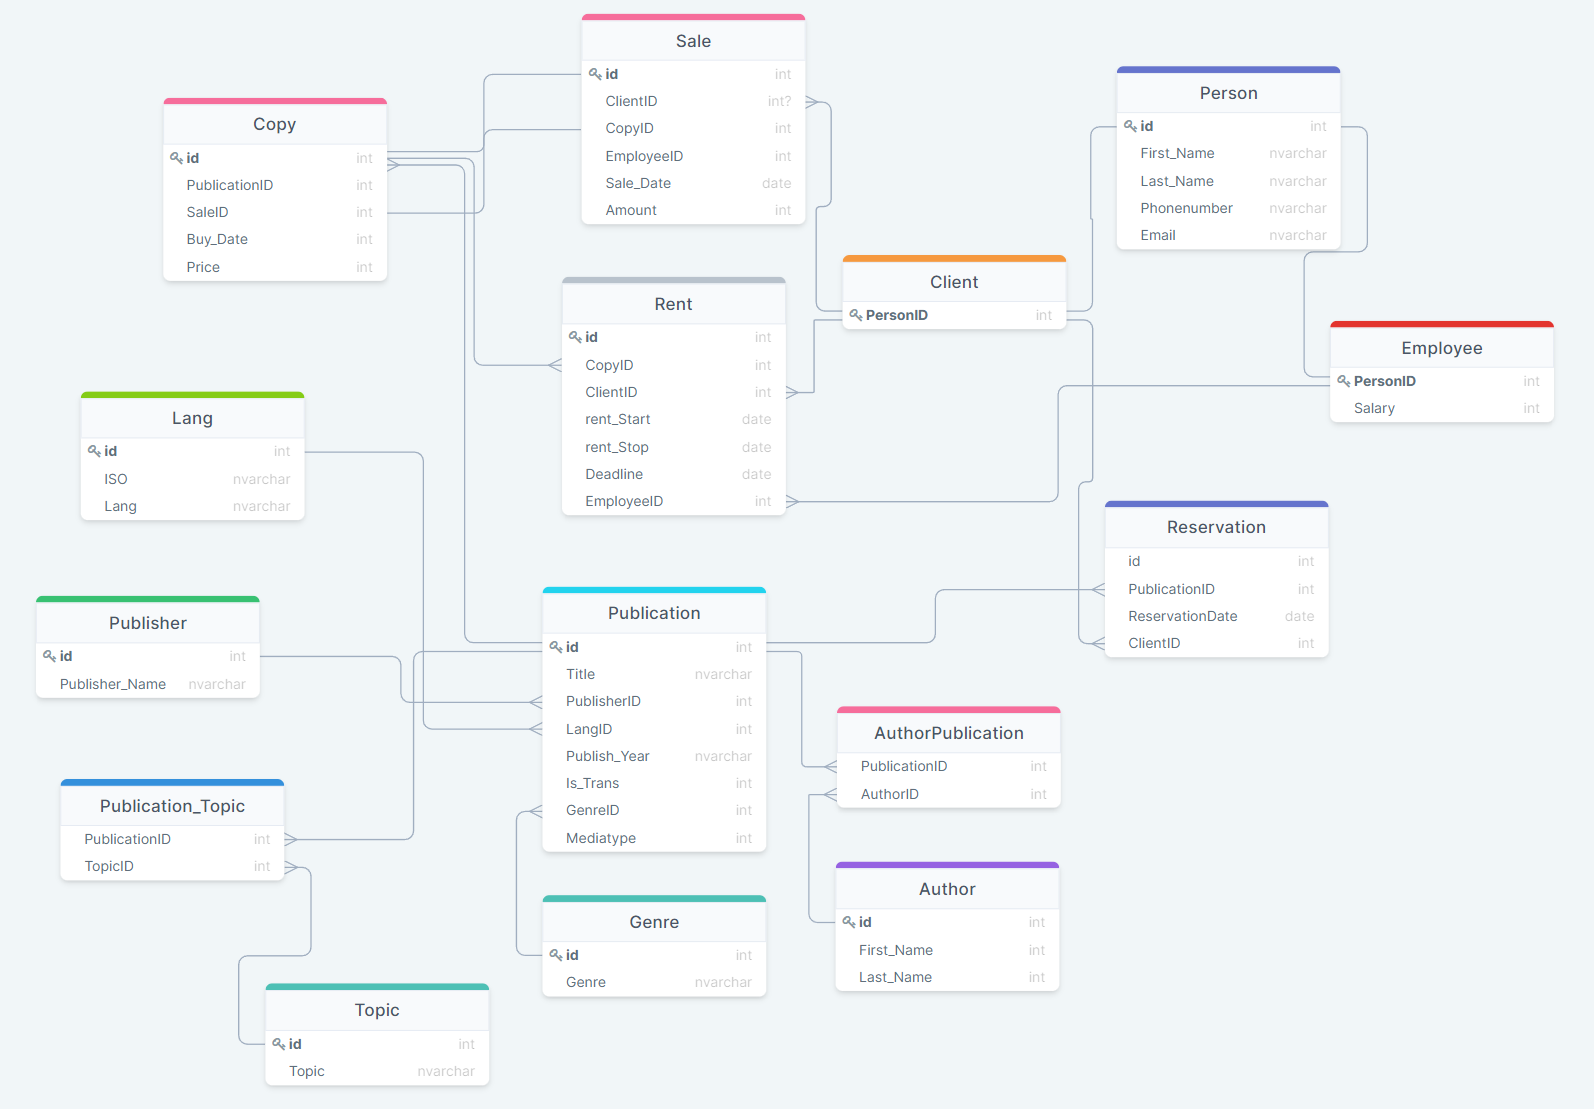 Sale
id int
ClientID int?
CopyID int
EmployeeID int
Sale_Date date
Amount int
Person
id int
First_Name nvarchar
Last_Name nvarchar
Phonenumber nvarchar
Email nvarchar
Copy
id int
PublicationID int
SaleID int
Buy_Date int
Price int
Client
PersonID int
Rent
id int
CopyID int
ClientID int
rent_Start date
rent_Stop date
Deadline date
EmployeeID int
Employee
PersonID int
Salary int
Lang
id int
ISO nvarchar
Lang nvarchar
Reservation
id int
PublicationID int
ReservationDate date
ClientID int
Publisher
id int
Publisher_Name nvarchar
Publication
id int
Title nvarchar
PublisherID int
LangID int
Publish_Year nvarchar
Is_Trans int
GenreID int
Mediatype int
AuthorPublication
PublicationID int
AuthorID int
Publication_Topic
PublicationID int
TopicID int
Author
id int
First_Name int
Last_Name int
Genre
id int
Genre nvarchar
Topic
id int
Topic nvarchar